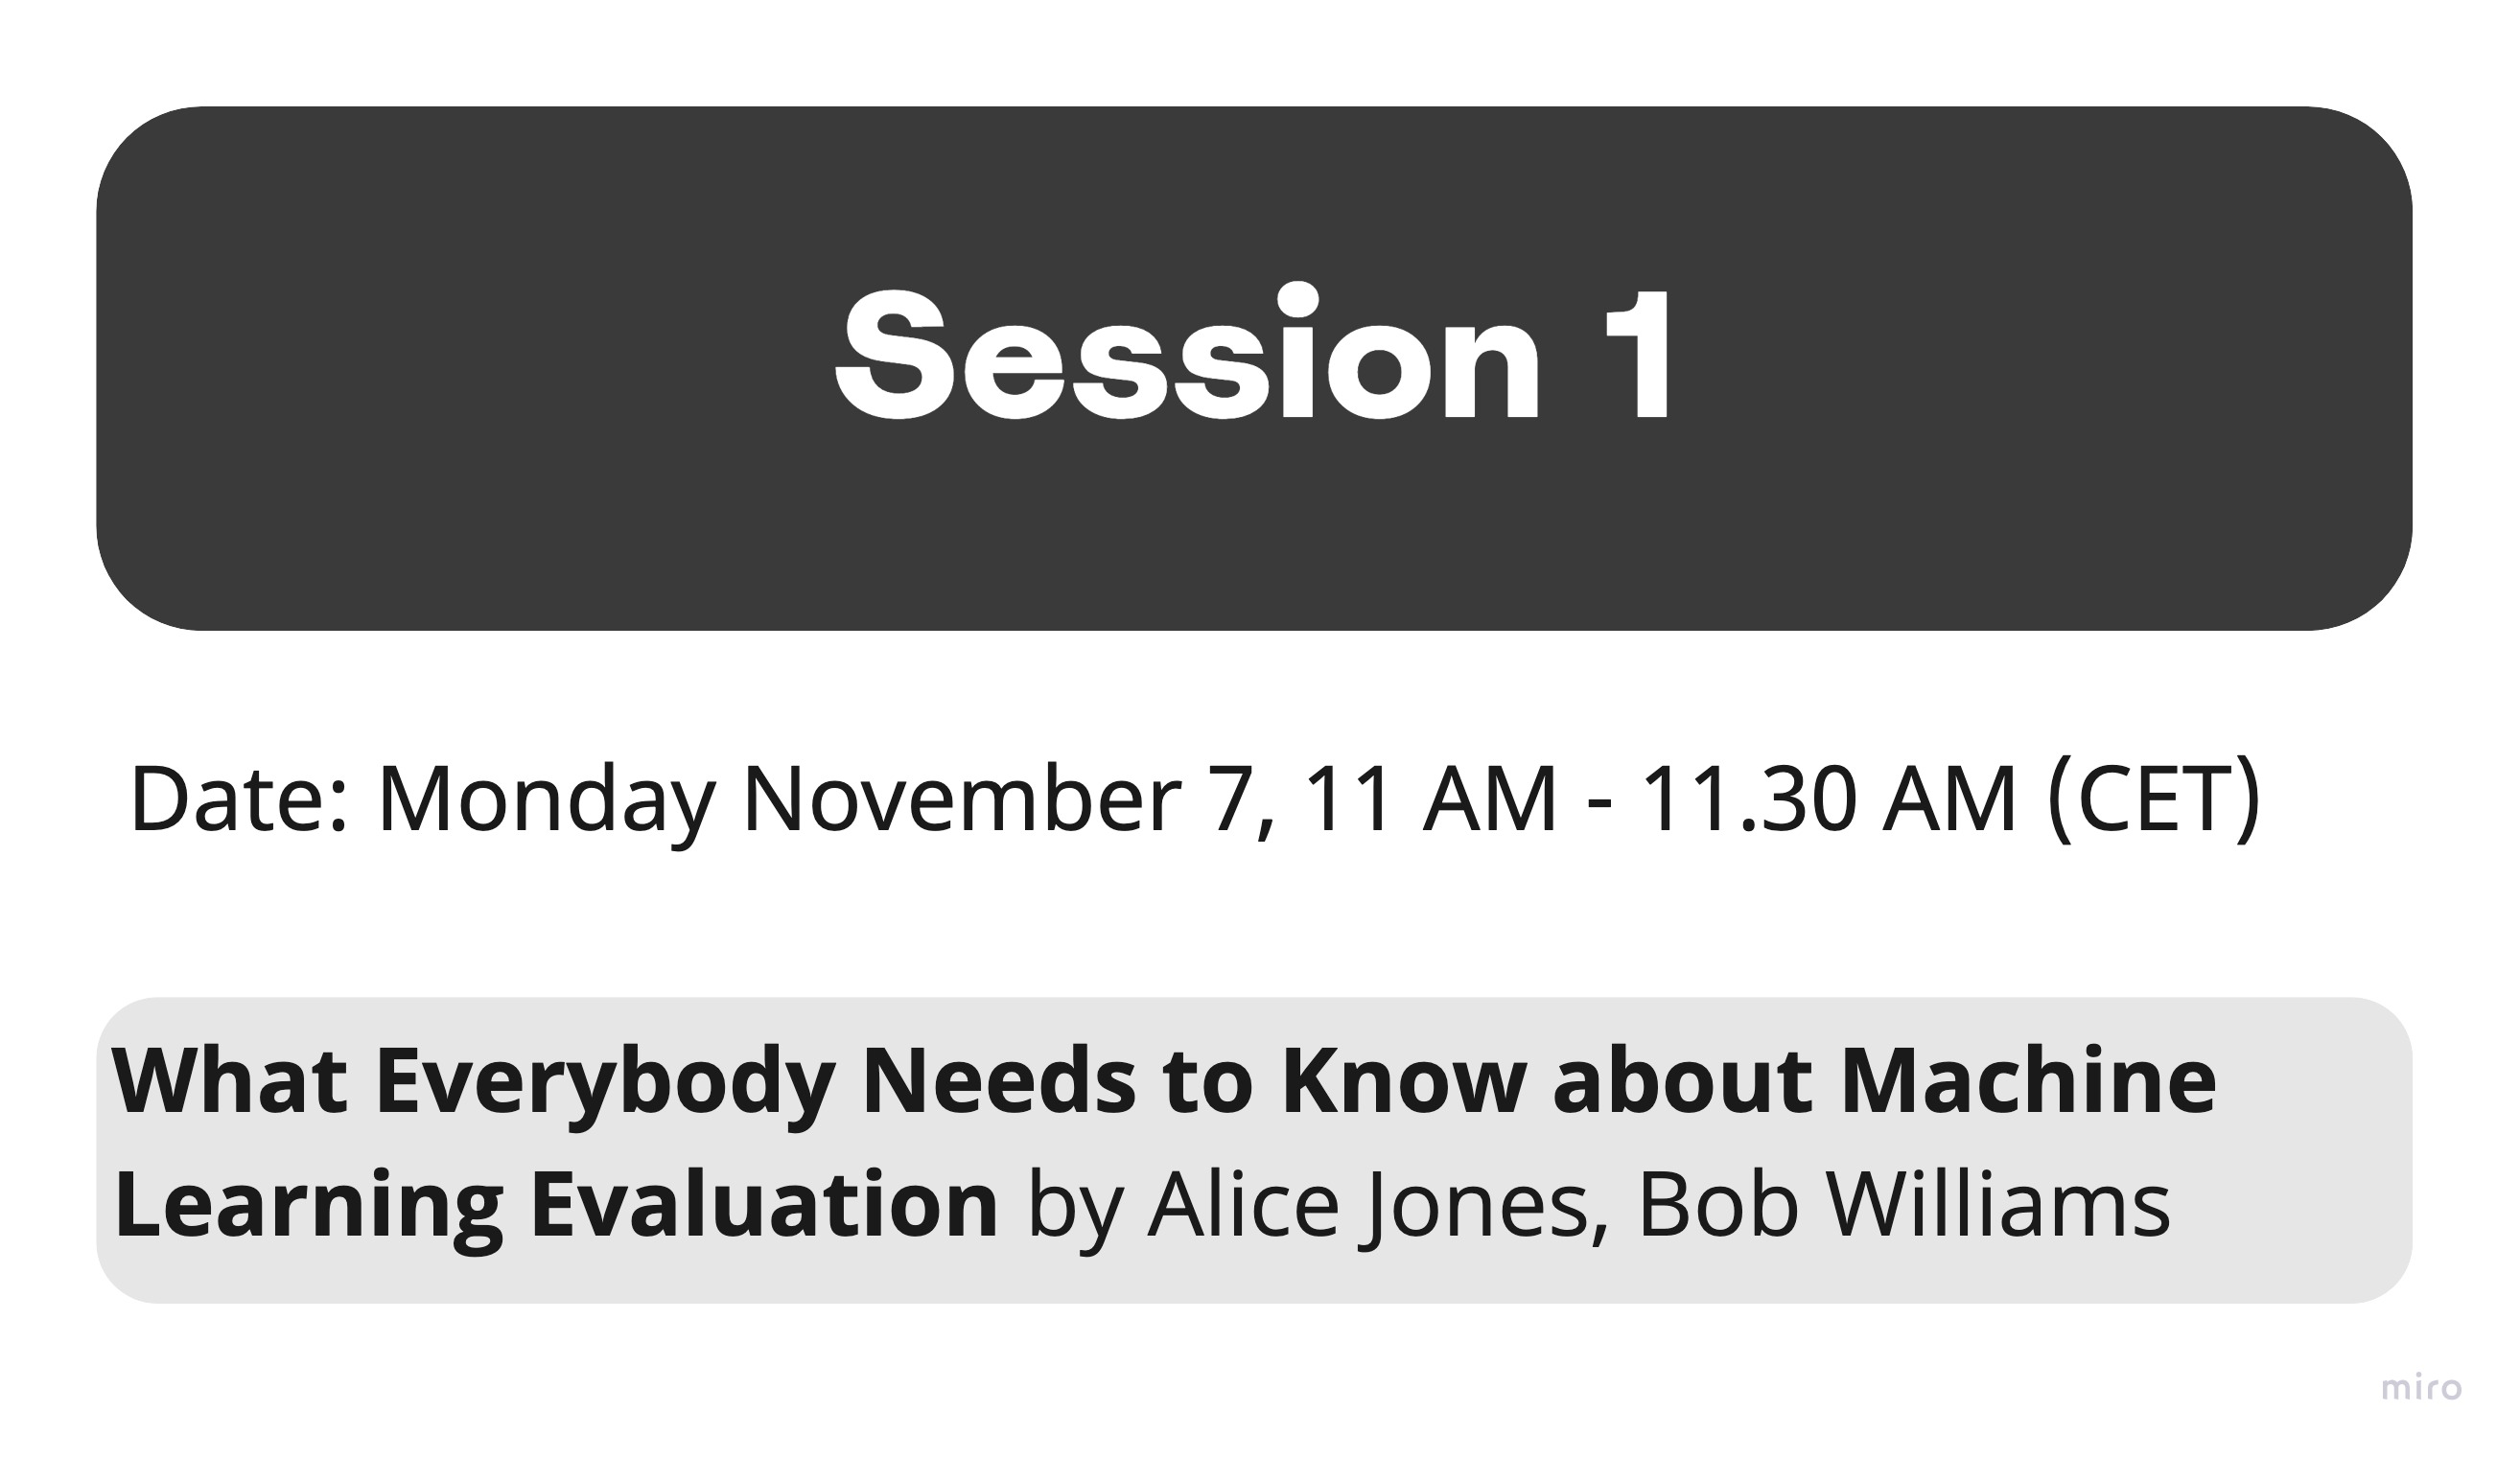 Session 1
Date: Monday November 7, 11 AM - 11.30 AM (CET)
What Everybody Needs to Know about Machine
Learning Evaluation by Alice Jones, Bob Williams
miro